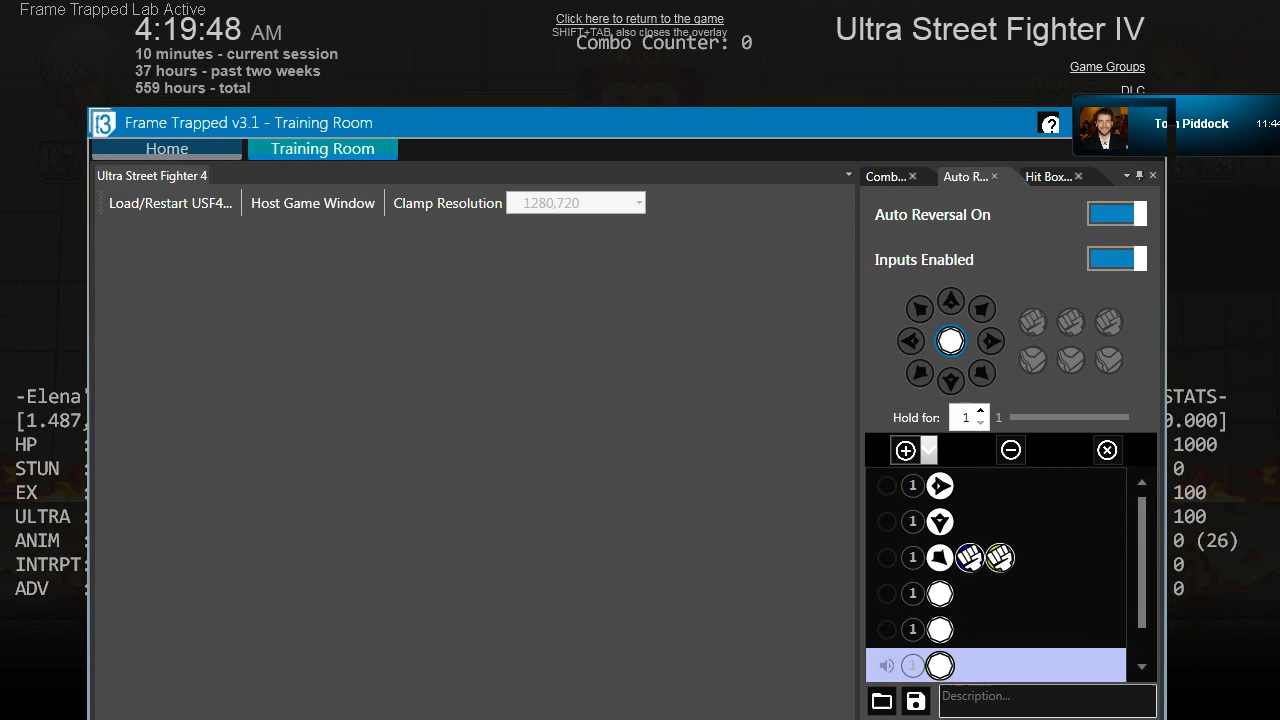 Frame Trapped Lab Active
4:19:48 AM
10 minutes - current session
37 hours - past two weeks
559 hours - total
Click here to return to the game
SHIFT+TAB, also closes the overlay
Combo Counter: 0
Ultra Street Fighter IV
Game Groups
DLC
Frame Trapped v3.1 - Training Room
?
Tom Piddock 11:44
Home
Training Room
Ultra Street Fighter 4
Load/Restart USF4...
Host Game Window
Clamp Resolution
1280,720
Comb...
Auto R...
Hit Box...
Auto Reversal On
Inputs Enabled
Hold for: 1 1
1
1
1
1
1
1
Description...
-Elena'
[1.487,
HP :
STUN :
EX :
ULTRA :
ANIM :
INTRPT:
ADV :
STATS-
0.000]
1000
0
100
100
0 (26)
0
0